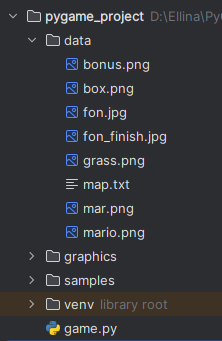 pygame_project D:\Ellina\Py
data
bonus.png
box.png
fon.jpg
fon_finish.jpg
grass.png
map.txt
mar.png
mario.png
graphics
samples
venv library root
game.py